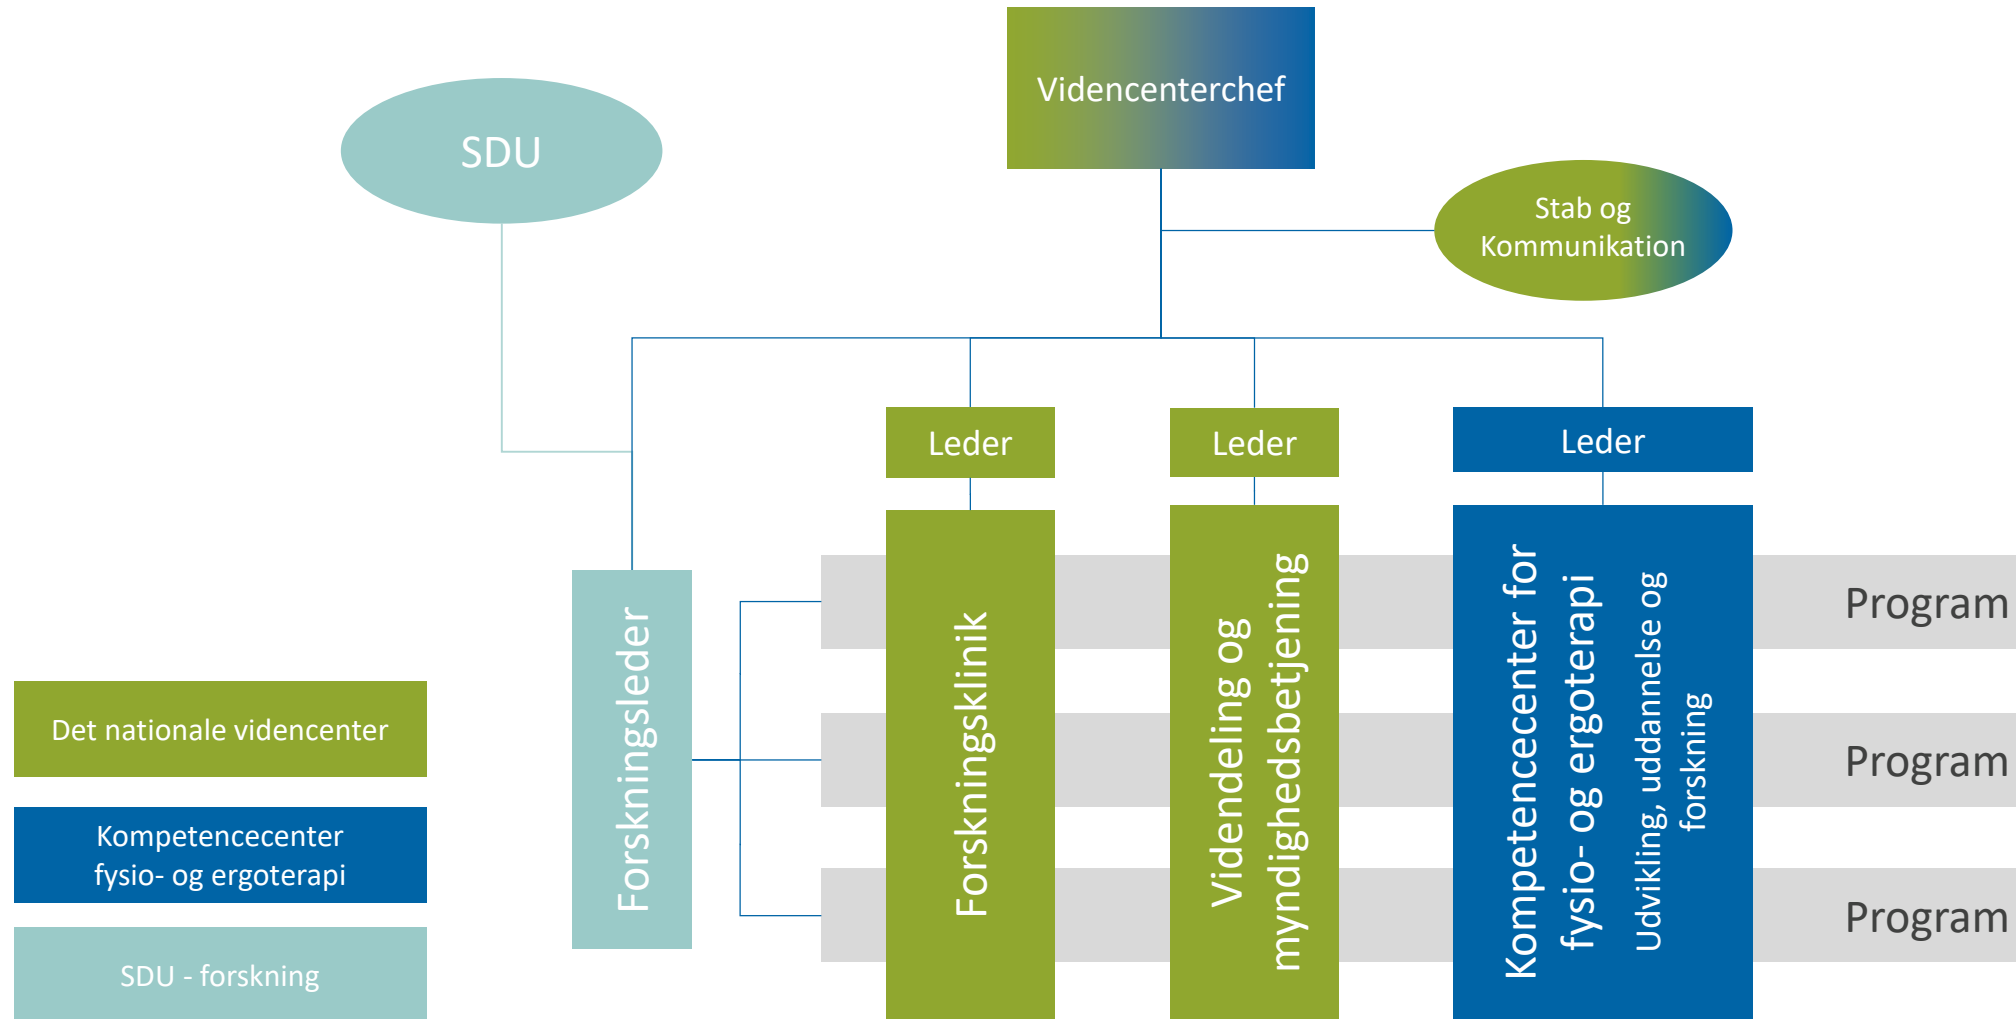 Videncenterchef
SDU
Stab og
Kommunikation
Leder
Leder
Leder
Forskningsleder
Forskningsklinik
Videndeling og
myndighedsbetjening
Kompetencecenter for
fysio- og ergoterapi
Udvikling, uddannelse og
forskning
Program
Program
Program
Det nationale videncenter
Kompetencecenter
fysio- og ergoterapi
SDU - forskning